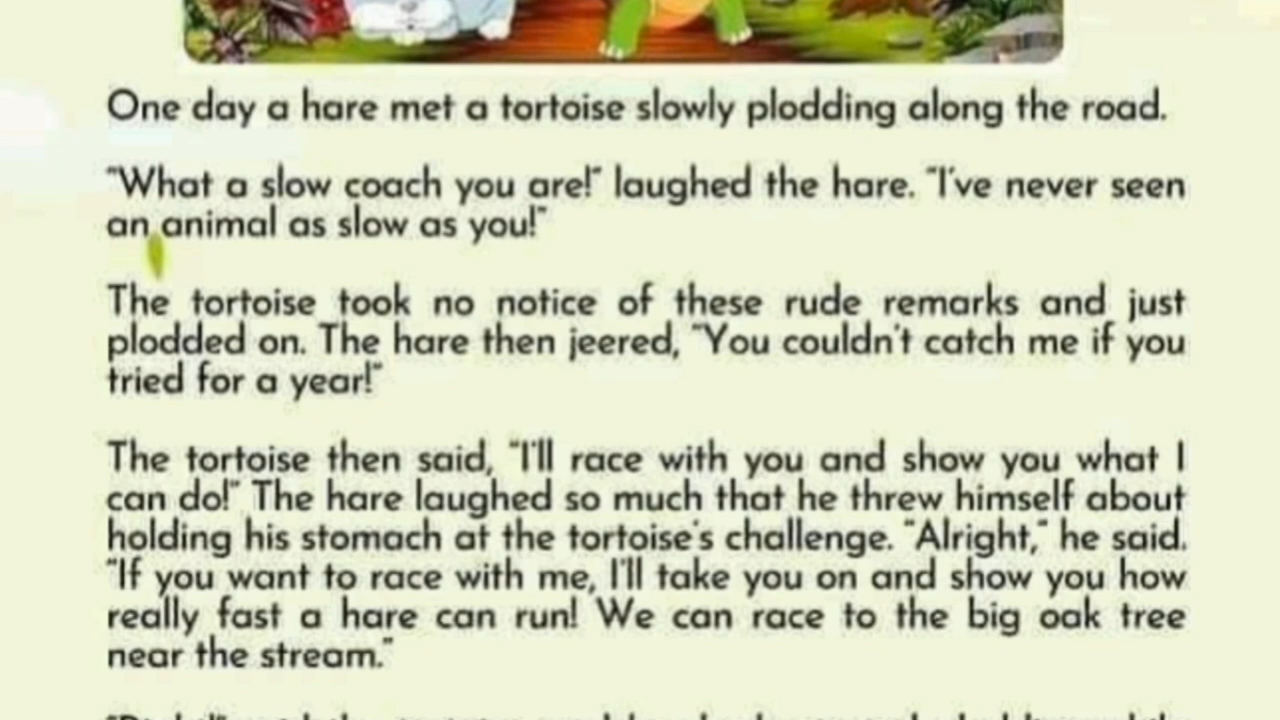 One day a hare met a tortoise slowly plodding along the road.
"What a slow coach you are!" laughed the hare. "I've never seen
an animal as slow as you!"
The tortoise took no notice of these rude remarks and just
plodded on. The hare then jeered, "You couldn't catch me if you
tried for a year!"
The tortoise then said, "I'll race with you and show you what I
can do!" The hare laughed so much that he threw himself about
holding his stomach at the tortoise's challenge. "Alright," he said.
"If you want to race with me, I'll take you on and show you how
really fast a hare can run! We can race to the big oak tree
near the stream."